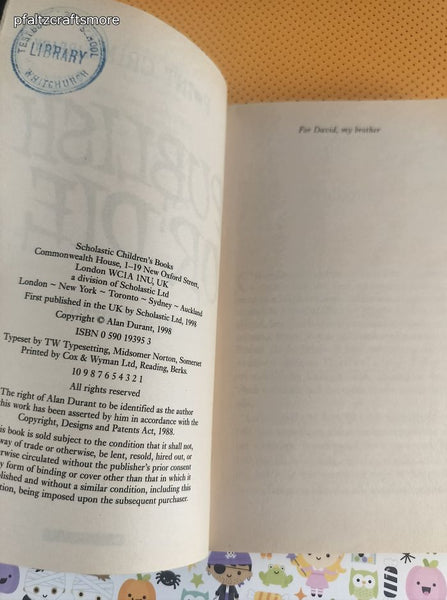 pfaltzcraftsmore
LIBRARY
WHITCHURCH
PUBLISH
OR DIE
Scholastic Children's Books
Commonwealth House, 1–19 New Oxford Street,
London WC1A 1NU, UK
a division of Scholastic Ltd
London ~ New York ~ Toronto ~ Sydney ~ Auckland
First published in the UK by Scholastic Ltd, 1998
Copyright © Alan Durant, 1998
ISBN 0 590 19395 3
Typeset by TW Typesetting, Midsomer Norton, Somerset
Printed by Cox & Wyman Ltd, Reading, Berks.
10 9 8 7 6 5 4 3 2 1
All rights reserved
The right of Alan Durant to be identified as the author
this work has been asserted by him in accordance with the
Copyright, Designs and Patents Act, 1988.
is book is sold subject to the condition that it shall not,
way of trade or otherwise, be lent, resold, hired out, or
erwise circulated without the publisher's prior consent
y form of binding or cover other than that in which it
lished and without a similar condition, including this
tion, being imposed upon the subsequent purchaser.
For David, my brother